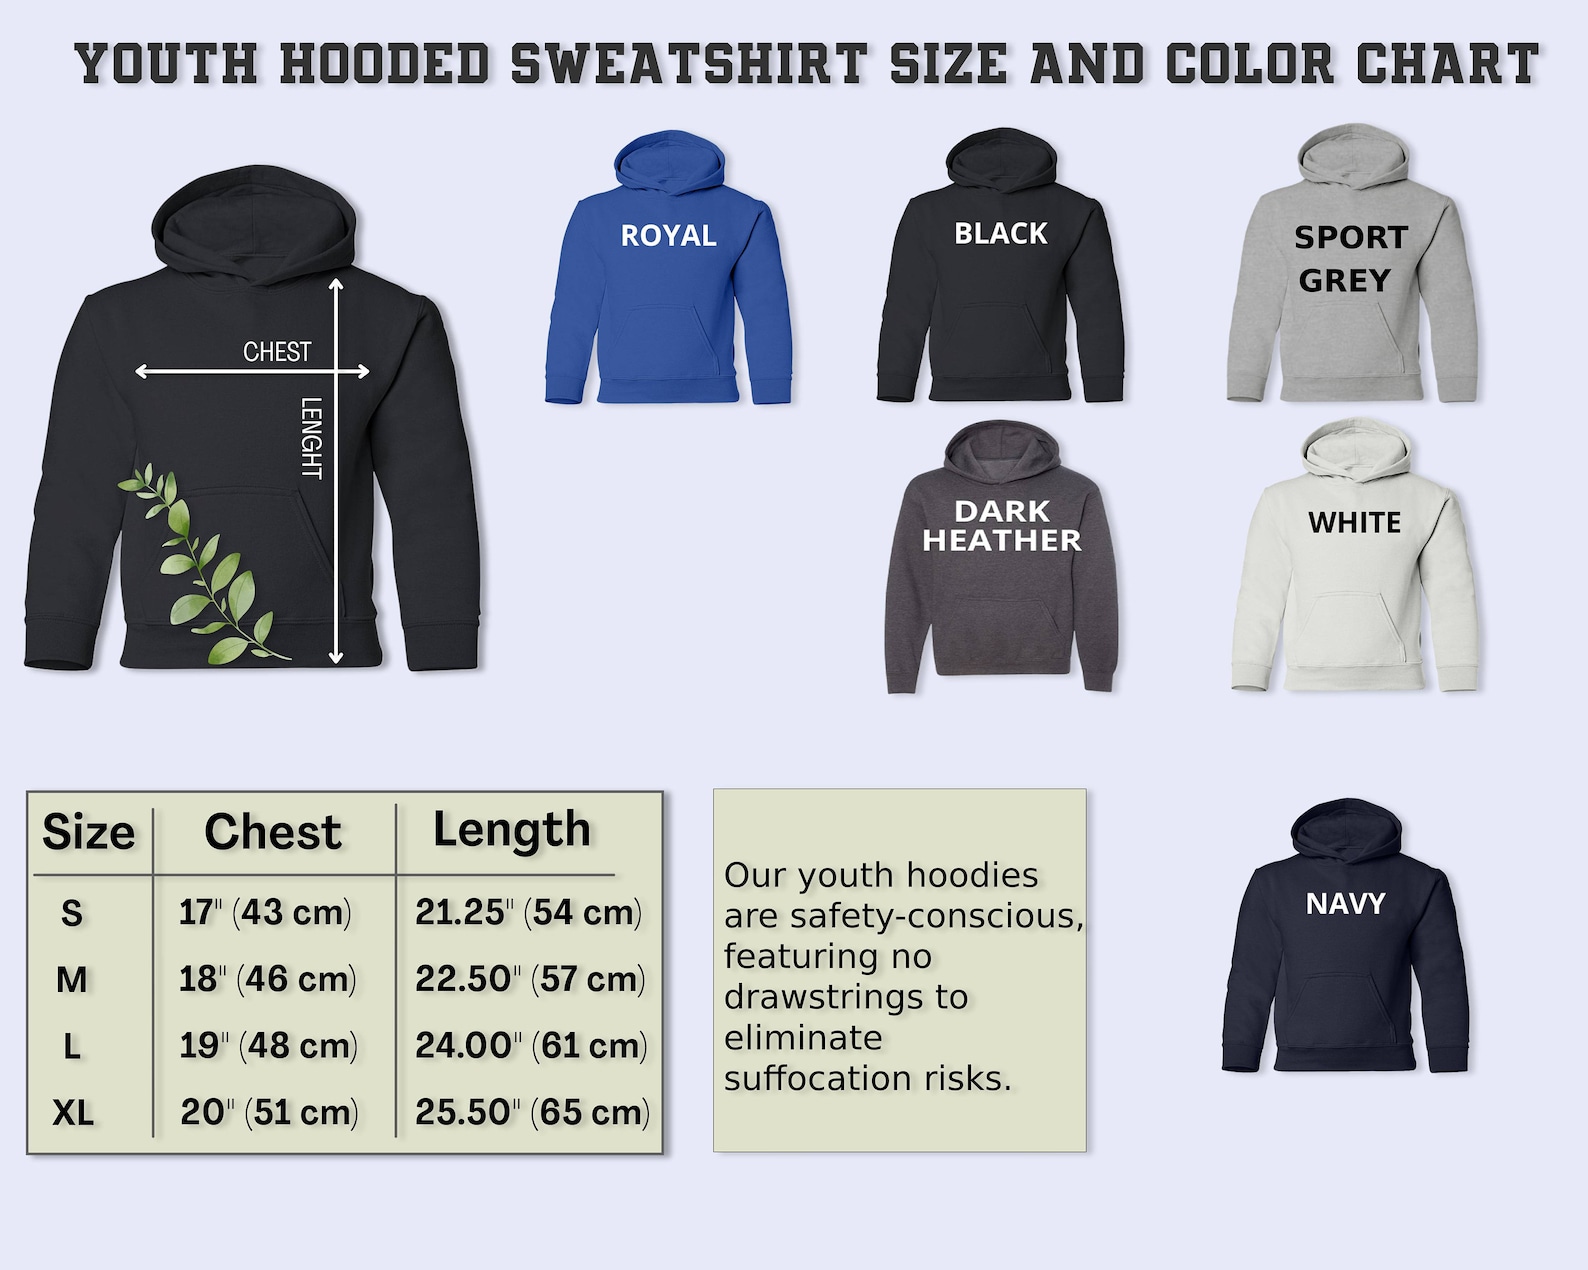 YOUTH HOODED SWEATSHIRT SIZE AND COLOR CHART
CHEST
LENGHT
ROYAL
BLACK
SPORT
GREY
DARK
HEATHER
WHITE
Size Chest Length
S 17" (43 cm) 21.25" (54 cm)
M 18" (46 cm) 22.50" (57 cm)
L 19" (48 cm) 24.00" (61 cm)
XL 20" (51 cm) 25.50" (65 cm)
Our youth hoodies
are safety-conscious,
featuring no
drawstrings to
eliminate
suffocation risks.
NAVY